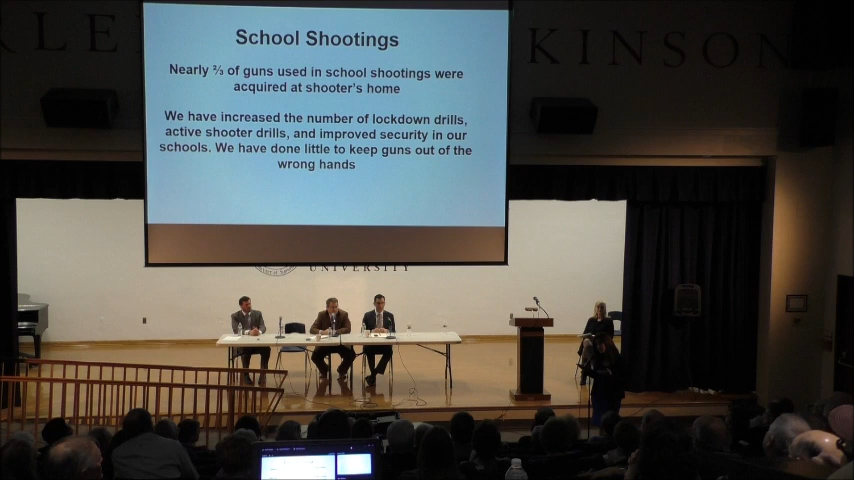 School Shootings
Nearly ⅔ of guns used in school shootings were
acquired at shooter's home
We have increased the number of lockdown drills,
active shooter drills, and improved security in our
schools. We have done little to keep guns out of the
wrong hands
KINSON
UNIVERSITY